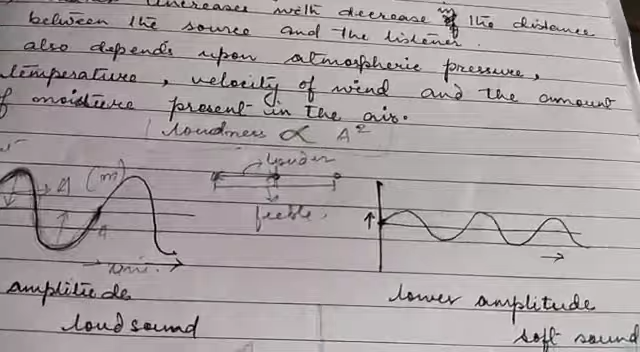 increases with decrease in the distance
between the source and the listener.
also depends upon atmospheric pressure,
temperature, velocity of wind and the amount
of moisture present in the air.
loudness ∝ A²
louder
(m)
feeble.
A
amplitude
lower amplitude
loud sound
soft sound